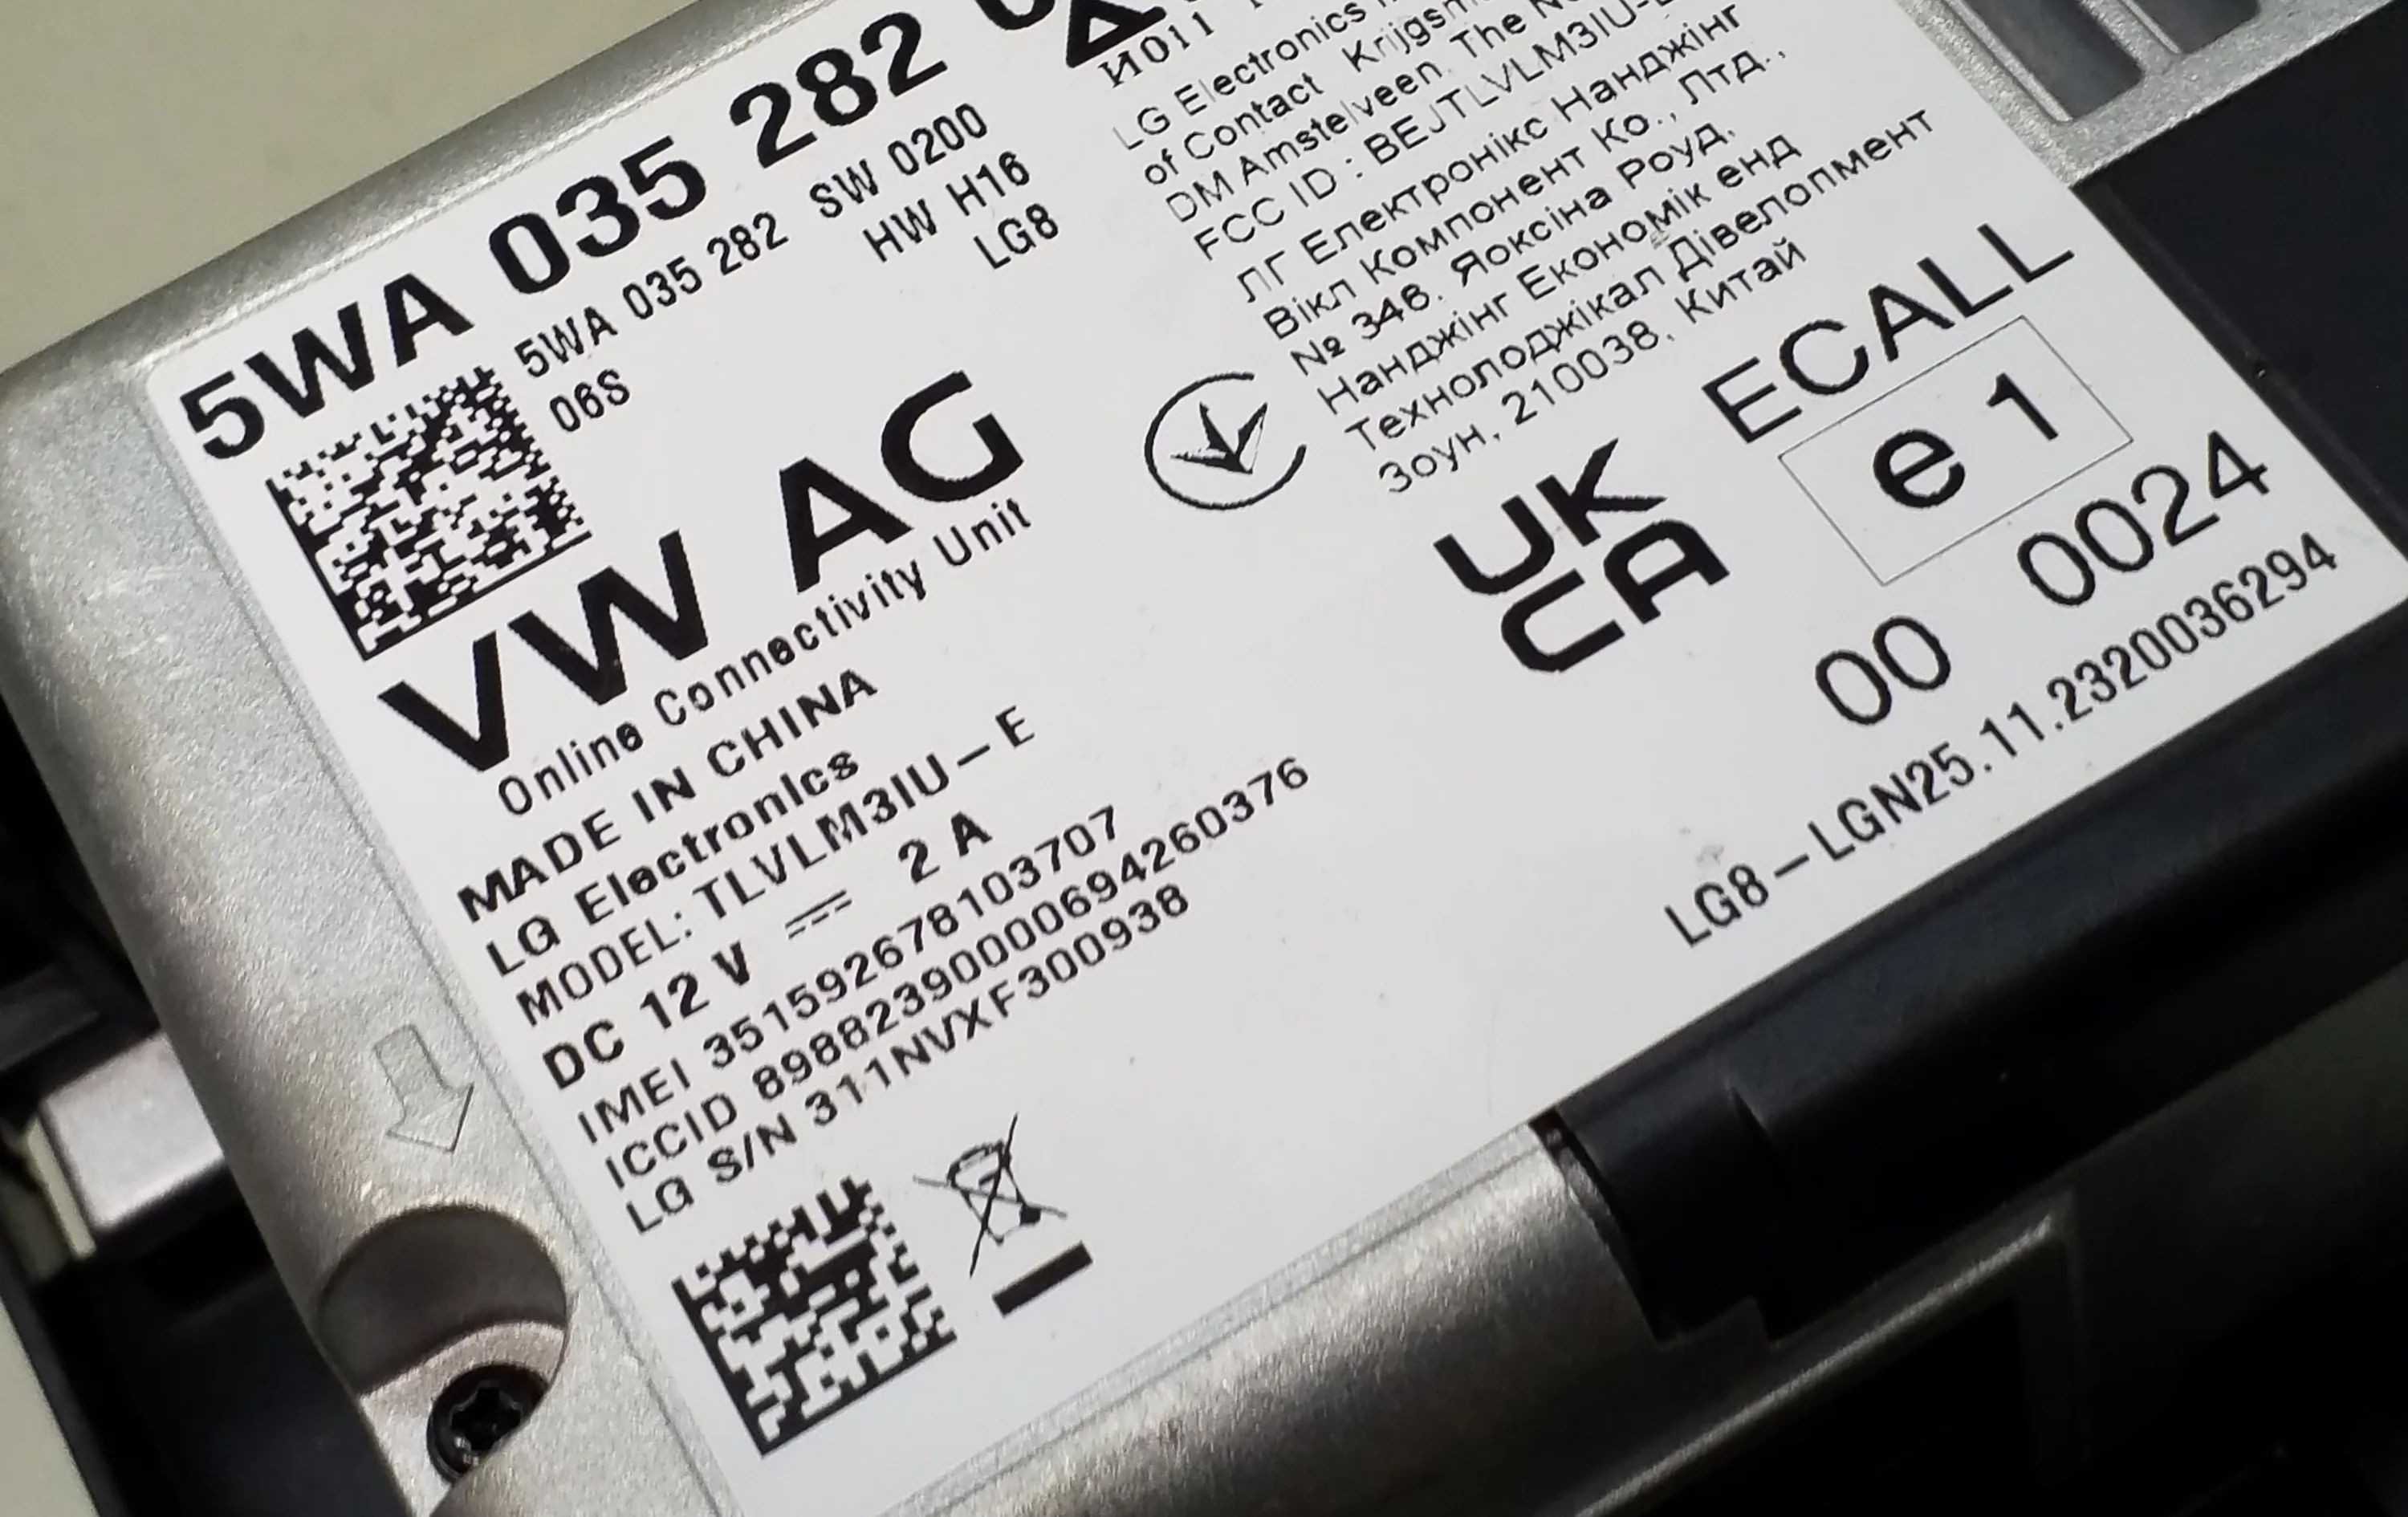 5WA 035 282
5WA 035 282 SW 0200
06S HW H16
LG8
VW AG
Online Connectivity Unit
MADE IN CHINA
LG Electronics
MODEL: TLVLM3IU-E
DC 12 V ⎓ 2 A
IMEI 351592678103707
ICCID 89882390000694260376
LG S/N 311NVXF300938
И011
LG Electronics
of Contact
DM Amstelveen. The
FCC ID : BEJTLVLM3IU-
ЛГ Електронікс Нанджінг
Вікл Компонент Ко., Лтд.,
№ 346, Яоксіна Роуд,
Нанджінг Економік енд
Технолоджікал Дівелопмент
Зоун, 210038, Китай
UK
CA
ECALL
e 1
00 0024
LG8-LGN25.11.2320036294